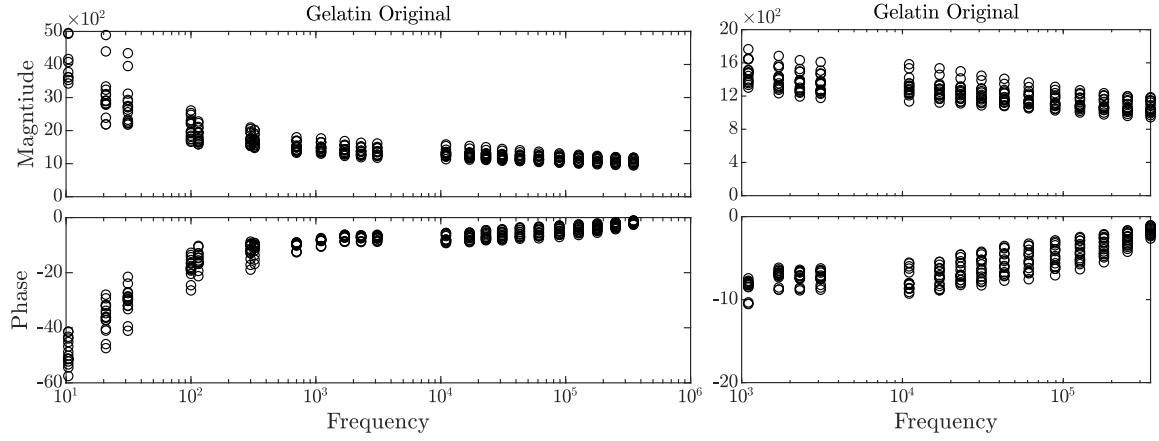 Gelatin Original
×10²
50
40
30
20
10
0
Magntiude
0
-20
-40
-60
Phase
10¹ 10² 10³ 10⁴ 10⁵ 10⁶
Frequency
Gelatin Original
×10²
20
16
12
8
4
0
0
-10
-20
10³ 10⁴ 10⁵
Frequency